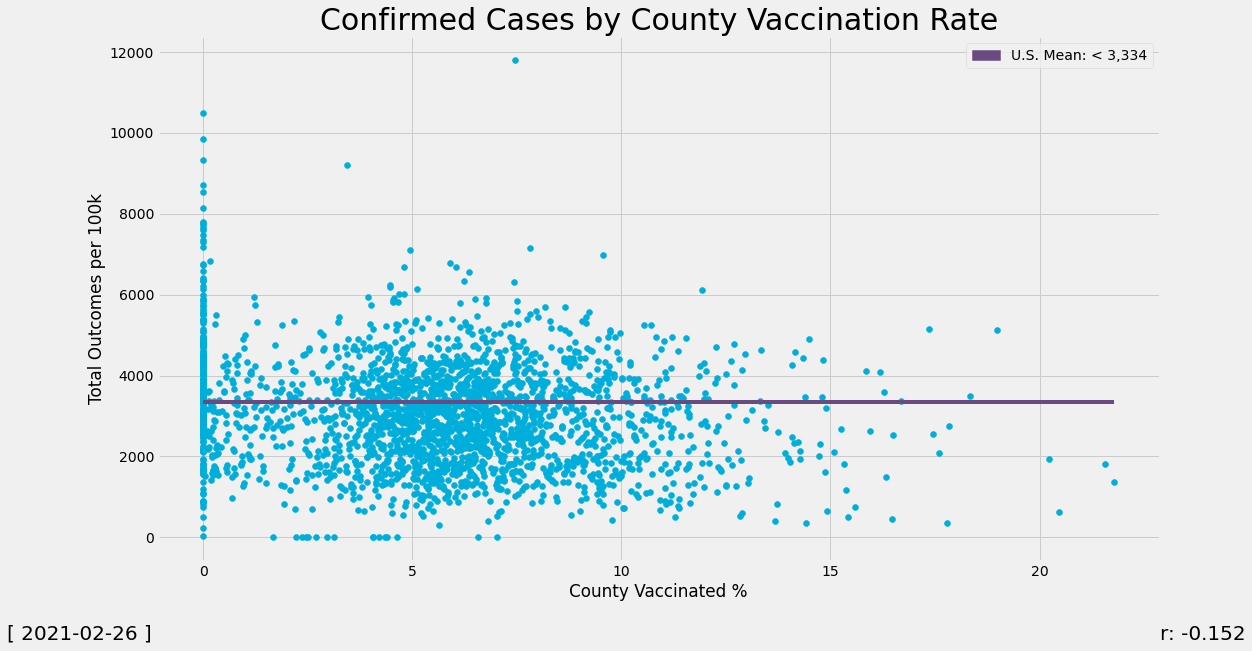 Confirmed Cases by County Vaccination Rate
U.S. Mean: < 3,334
12000
10000
8000
6000
4000
2000
0
Total Outcomes per 100k
0 5 10 15 20
County Vaccinated %
[ 2021-02-26 ]
r: -0.152